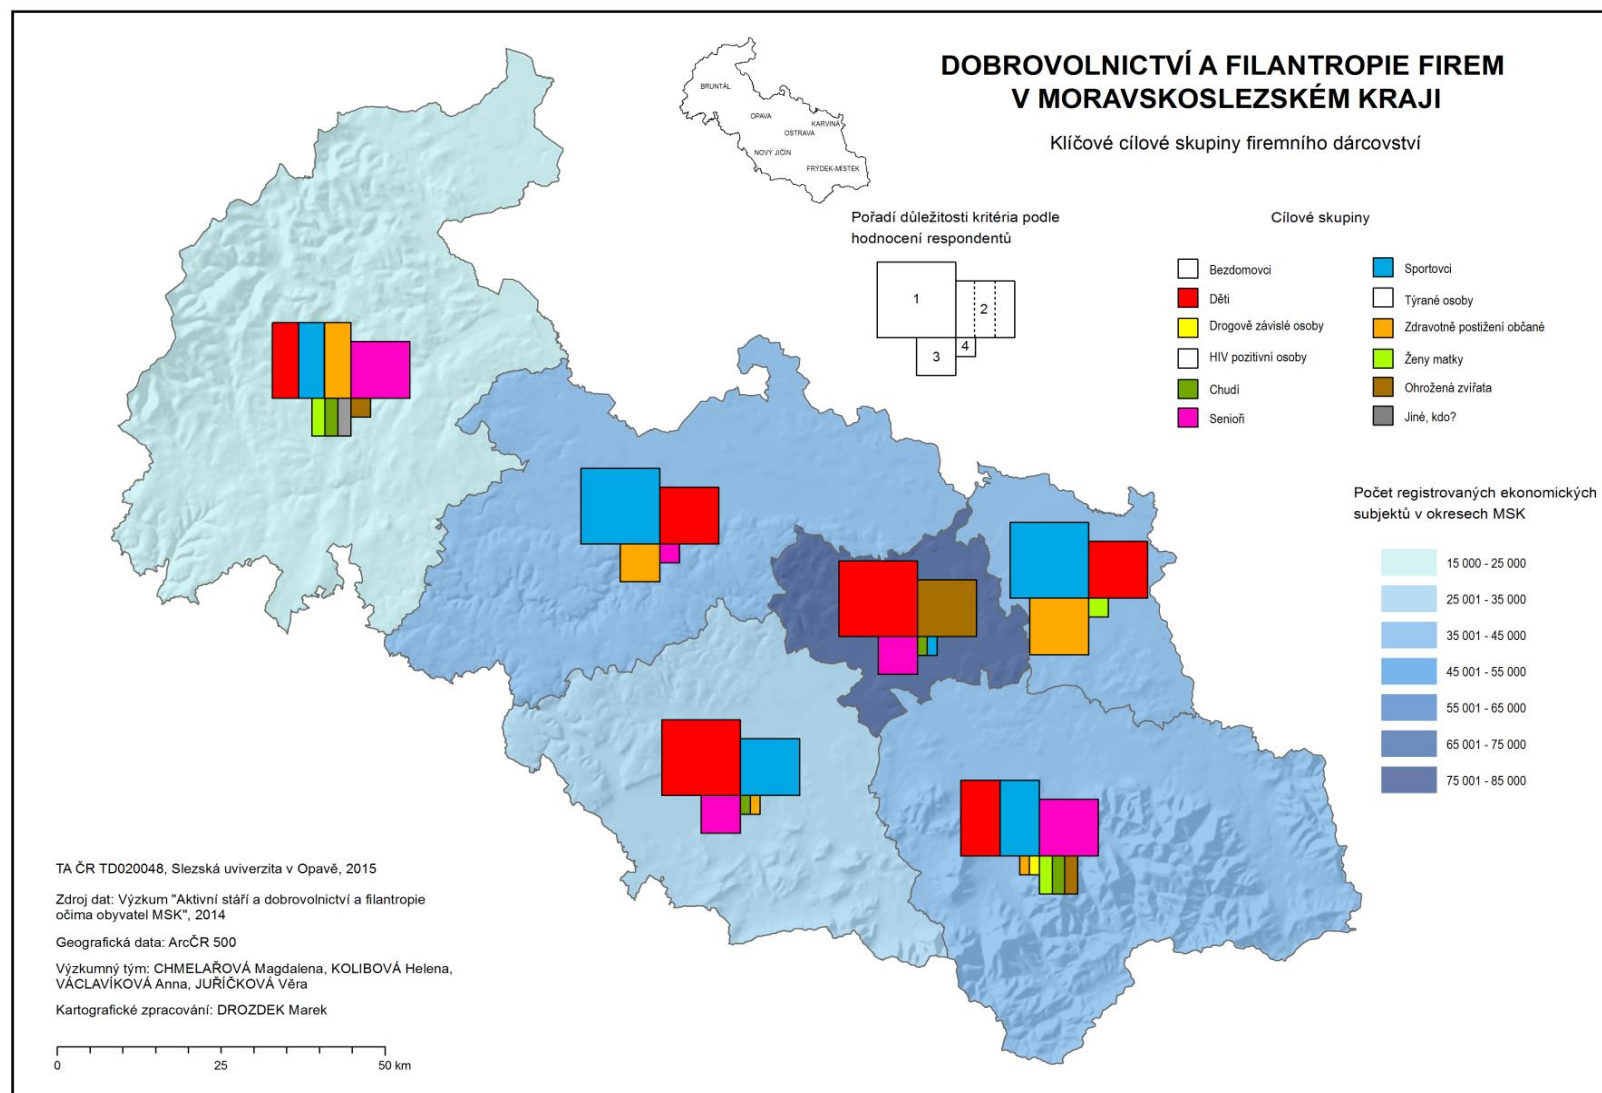 DOBROVOLNICTVÍ A FILANTROPIE FIREM
V MORAVSKOSLEZSKÉM KRAJI
Klíčové cílové skupiny firemního dárcovství
BRUNTÁL
OPAVA
KARVINÁ
OSTRAVA
NOVÝ JIČÍN
FRÝDEK-MÍSTEK
Pořadí důležitosti kritéria podle
hodnocení respondentů
1
2
3
4
Cílové skupiny
Bezdomovci
Děti
Drogově závislé osoby
HIV pozitivní osoby
Chudí
Senioři
Sportovci
Týrané osoby
Zdravotně postižení občané
Ženy matky
Ohrožená zvířata
Jiné, kdo?
Počet registrovaných ekonomických
subjektů v okresech MSK
15 000 - 25 000
25 001 - 35 000
35 001 - 45 000
45 001 - 55 000
55 001 - 65 000
65 001 - 75 000
75 001 - 85 000
TA ČR TD020048, Slezská uviverzita v Opavě, 2015
Zdroj dat: Výzkum "Aktivní stáří a dobrovolnictví a filantropie
očima obyvatel MSK", 2014
Geografická data: ArcČR 500
Výzkumný tým: CHMELAŘOVÁ Magdalena, KOLIBOVÁ Helena,
VÁCLAVÍKOVÁ Anna, JUŘÍČKOVÁ Věra
Kartografické zpracování: DROZDEK Marek
0 25 50 km